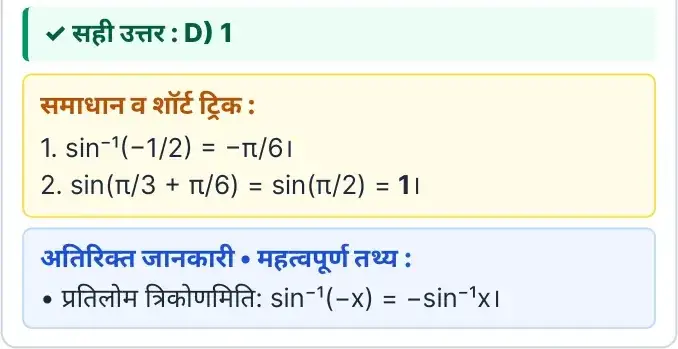 ✓ सही उत्तर : D) 1
समाधान व शॉर्ट ट्रिक :
1. sin⁻¹(−1/2) = −π/6।
2. sin(π/3 + π/6) = sin(π/2) = 1।
अतिरिक्त जानकारी • महत्वपूर्ण तथ्य :
• प्रतिलोम त्रिकोणमिति: sin⁻¹(−x) = −sin⁻¹x।